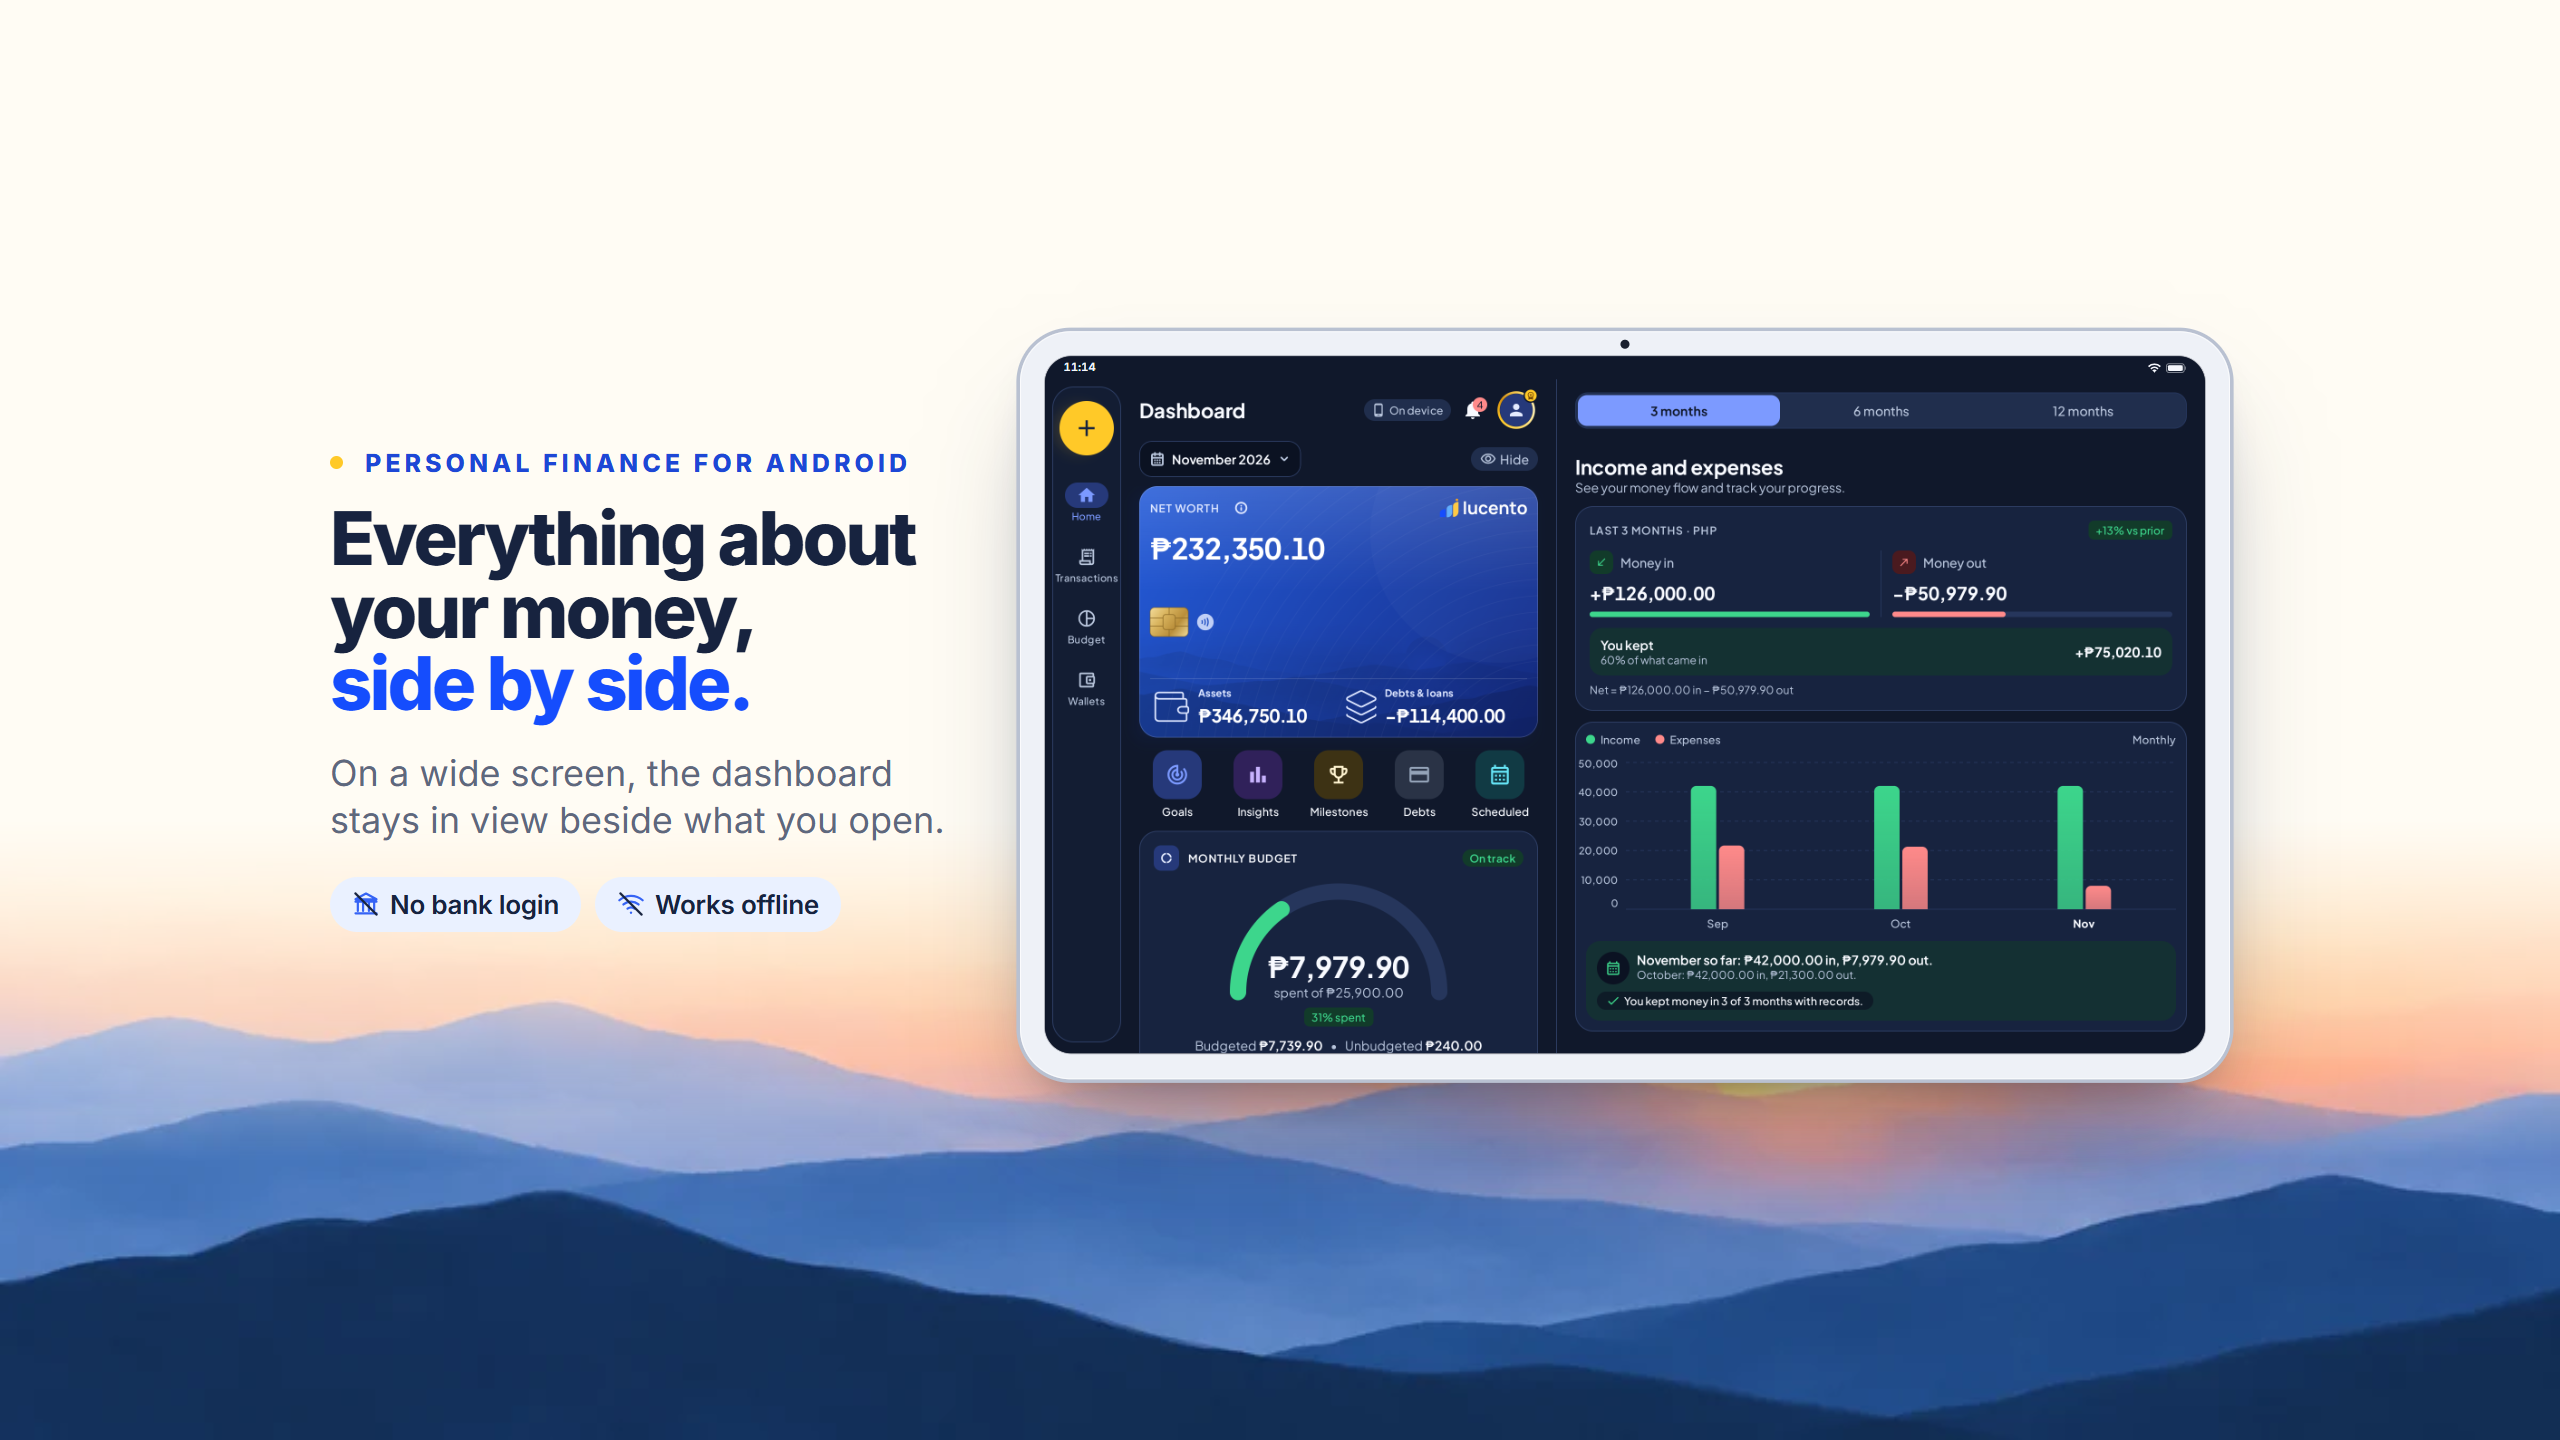 PERSONAL FINANCE FOR ANDROID
Everything about
your money,
side by side.
On a wide screen, the dashboard
stays in view beside what you open.
No bank login
Works offline
11:14
Home
Transactions
Budget
Wallets
Dashboard
On device
4
November 2026
Hide
NET WORTH
lucento
₱232,350.10
Assets
₱346,750.10
Debts & loans
−₱114,400.00
Goals
Insights
Milestones
Debts
Scheduled
MONTHLY BUDGET
On track
₱7,979.90
spent of ₱25,900.00
31% spent
Budgeted ₱7,739.90 • Unbudgeted ₱240.00
3 months
6 months
12 months
Income and expenses
See your money flow and track your progress.
LAST 3 MONTHS · PHP
+13% vs prior
Money in
+₱126,000.00
Money out
−₱50,979.90
You kept
60% of what came in
+₱75,020.10
Net = ₱126,000.00 in − ₱50,979.90 out
Income
Expenses
Monthly
50,000
40,000
30,000
20,000
10,000
0
Sep
Oct
Nov
November so far: ₱42,000.00 in, ₱7,979.90 out.
October: ₱42,000.00 in, ₱21,300.00 out.
You kept money in 3 of 3 months with records.